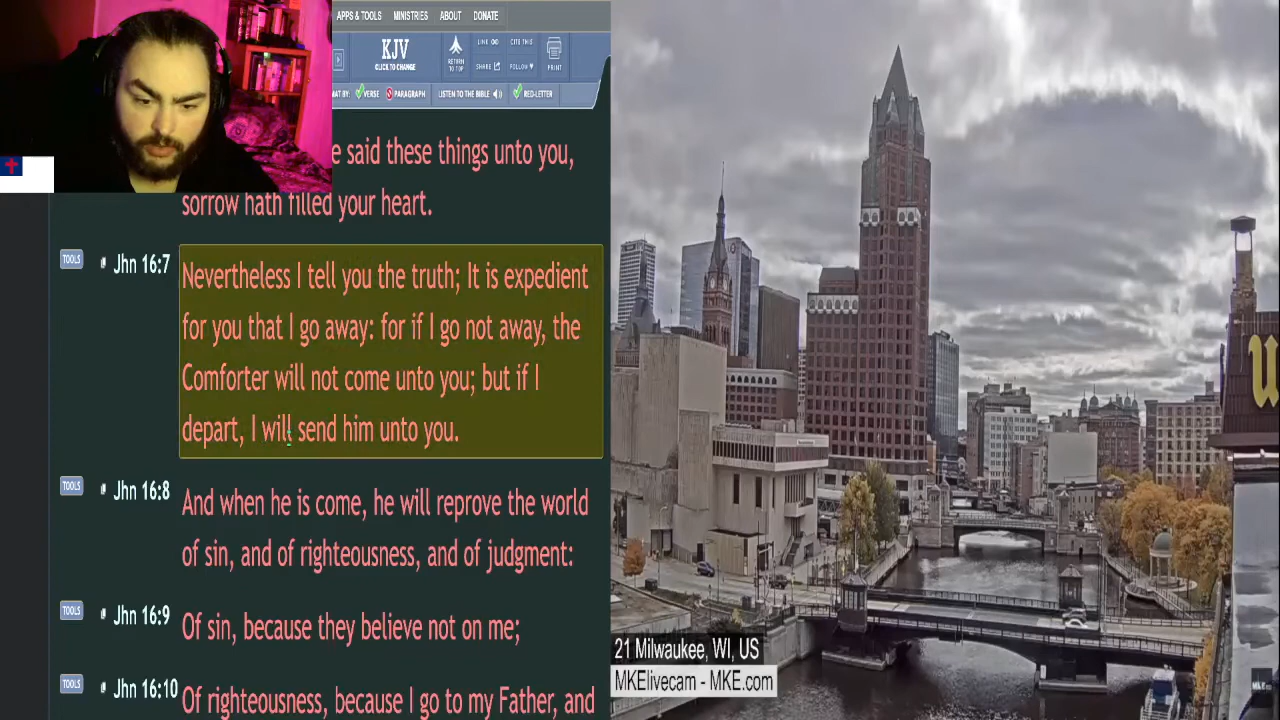 APPS & TOOLS MINISTRIES ABOUT DONATE
KJV
CLICK TO CHANGE
RETURN TO TOP
LINK
CITE THIS
SHARE
FOLLOW
PRINT
MAT BY: VERSE PARAGRAPH LISTEN TO THE BIBLE RED-LETTER
e said these things unto you,
sorrow hath filled your heart.
TOOLS Jhn 16:7 Nevertheless I tell you the truth; It is expedient
for you that I go away: for if I go not away, the
Comforter will not come unto you; but if I
depart, I will send him unto you.
TOOLS Jhn 16:8 And when he is come, he will reprove the world
of sin, and of righteousness, and of judgment:
TOOLS Jhn 16:9 Of sin, because they believe not on me;
TOOLS Jhn 16:10 Of righteousness, because I go to my Father, and
21 Milwaukee, WI, US
MKElivecam - MKE.com